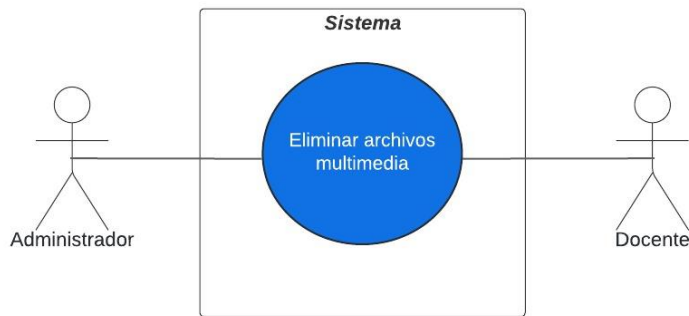 Sistema
Eliminar archivos
multimedia
Administrador
Docente